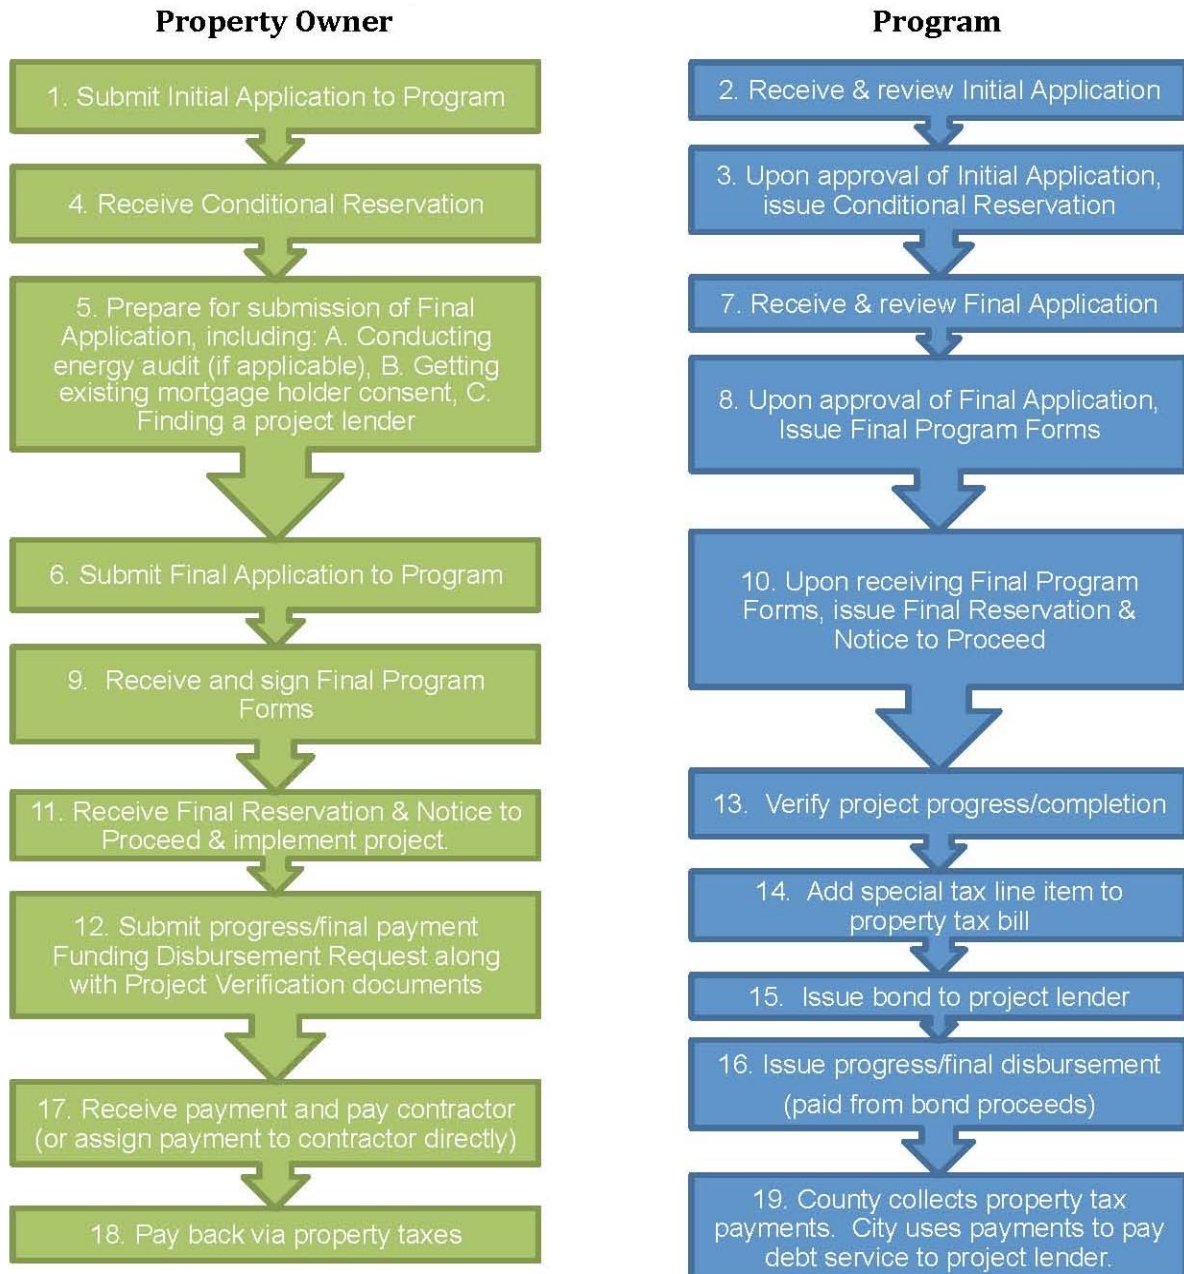 Property Owner
1. Submit Initial Application to Program
4. Receive Conditional Reservation
5. Prepare for submission of Final
Application, including: A. Conducting
energy audit (if applicable), B. Getting
existing mortgage holder consent, C.
Finding a project lender
6. Submit Final Application to Program
9. Receive and sign Final Program
Forms
11. Receive Final Reservation & Notice to
Proceed & implement project.
12. Submit progress/final payment
Funding Disbursement Request along
with Project Verification documents
17. Receive payment and pay contractor
(or assign payment to contractor directly)
18. Pay back via property taxes
Program
2. Receive & review Initial Application
3. Upon approval of Initial Application,
issue Conditional Reservation
7. Receive & review Final Application
8. Upon approval of Final Application,
Issue Final Program Forms
10. Upon receiving Final Program
Forms, issue Final Reservation &
Notice to Proceed
13. Verify project progress/completion
14. Add special tax line item to
property tax bill
15. Issue bond to project lender
16. Issue progress/final disbursement
(paid from bond proceeds)
19. County collects property tax
payments. City uses payments to pay
debt service to project lender.